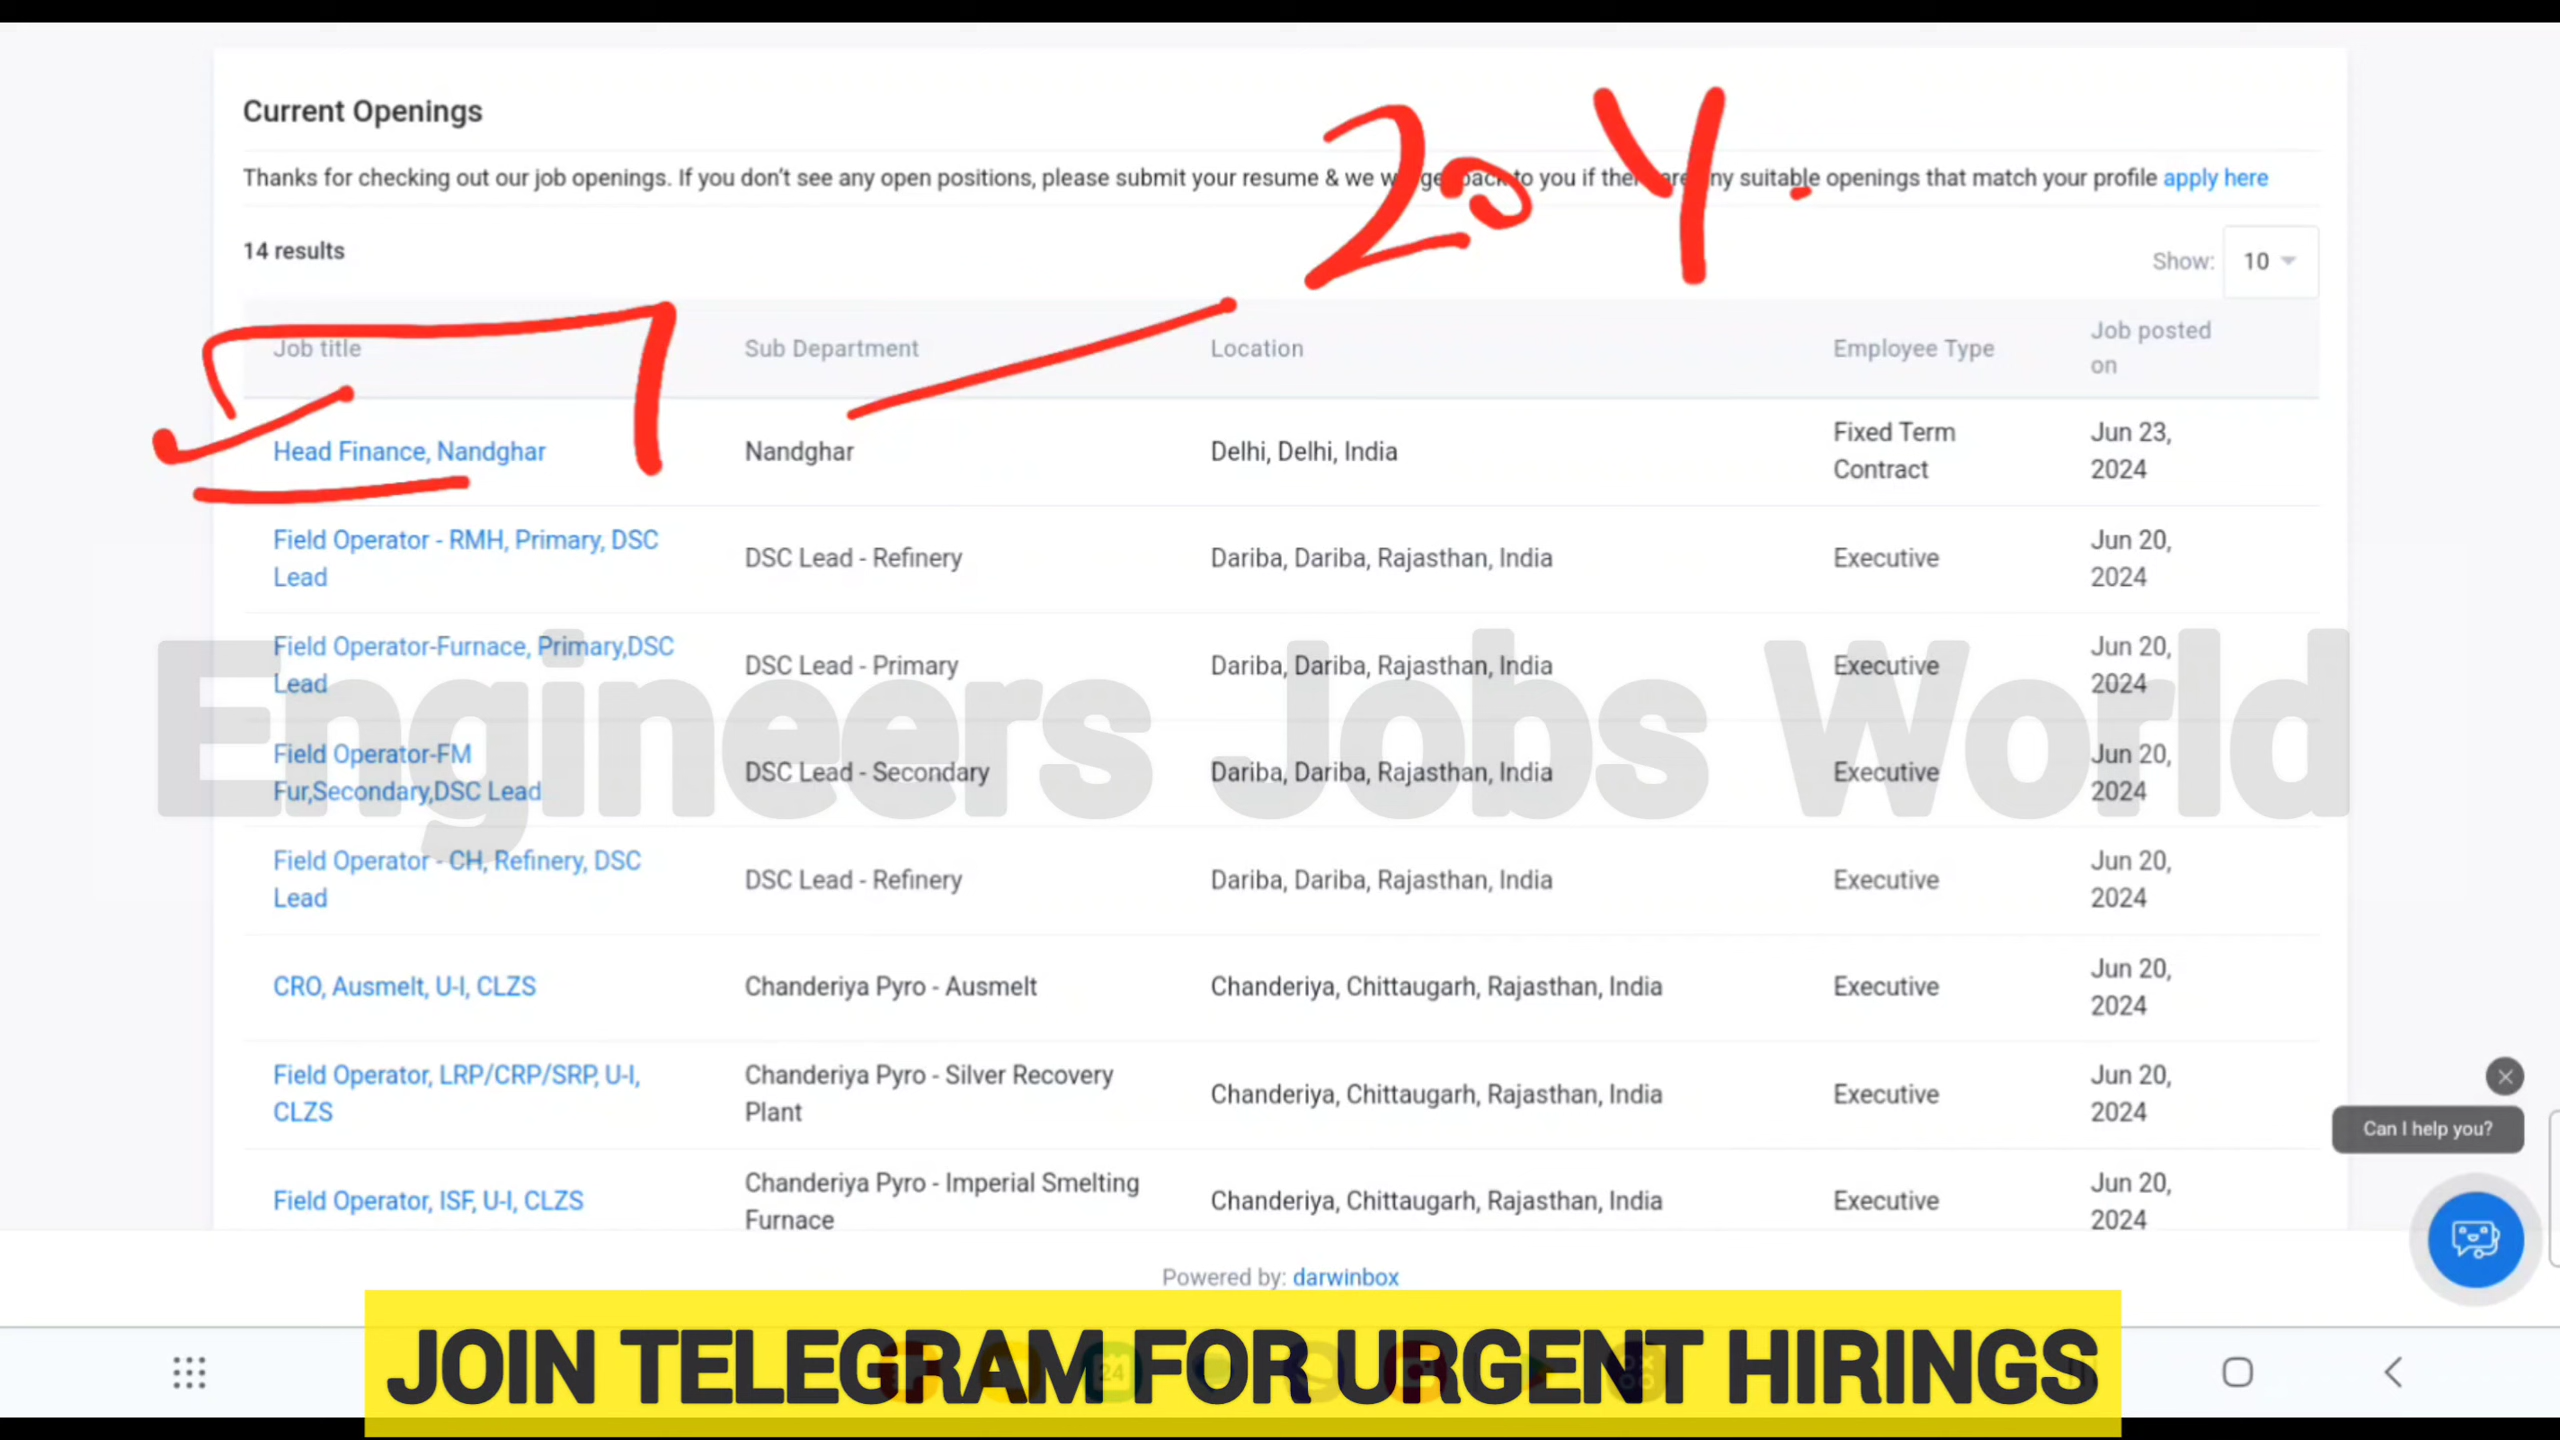 Current Openings
Thanks for checking out our job openings. If you don't see any open positions, please submit your resume & we get back to you if any suitable openings that match your profile apply here
20 Y.
14 results
Show: 10
Job title Sub Department Location Employee Type Job posted
on
Head Finance, Nandghar Nandghar Delhi, Delhi, India Fixed Term
Contract Jun 23,
2024
Field Operator - RMH, Primary, DSC
Lead DSC Lead - Refinery Dariba, Dariba, Rajasthan, India Executive Jun 20,
2024
Field Operator-Furnace, Primary,DSC
Lead DSC Lead - Primary Dariba, Dariba, Rajasthan, India Executive Jun 20,
2024
Engineers Jobs World
Field Operator-FM
Fur,Secondary,DSC Lead DSC Lead - Secondary Dariba, Dariba, Rajasthan, India Executive Jun 20,
2024
Field Operator - CH, Refinery, DSC
Lead DSC Lead - Refinery Dariba, Dariba, Rajasthan, India Executive Jun 20,
2024
CRO, Ausmelt, U-I, CLZS Chanderiya Pyro - Ausmelt Chanderiya, Chittaugarh, Rajasthan, India Executive Jun 20,
2024
Field Operator, LRP/CRP/SRP, U-I,
CLZS Chanderiya Pyro - Silver Recovery
Plant Chanderiya, Chittaugarh, Rajasthan, India Executive Jun 20,
2024
Can I help you?
Field Operator, ISF, U-I, CLZS Chanderiya Pyro - Imperial Smelting
Furnace Chanderiya, Chittaugarh, Rajasthan, India Executive Jun 20,
2024
Powered by: darwinbox
JOIN TELEGRAM FOR URGENT HIRINGS